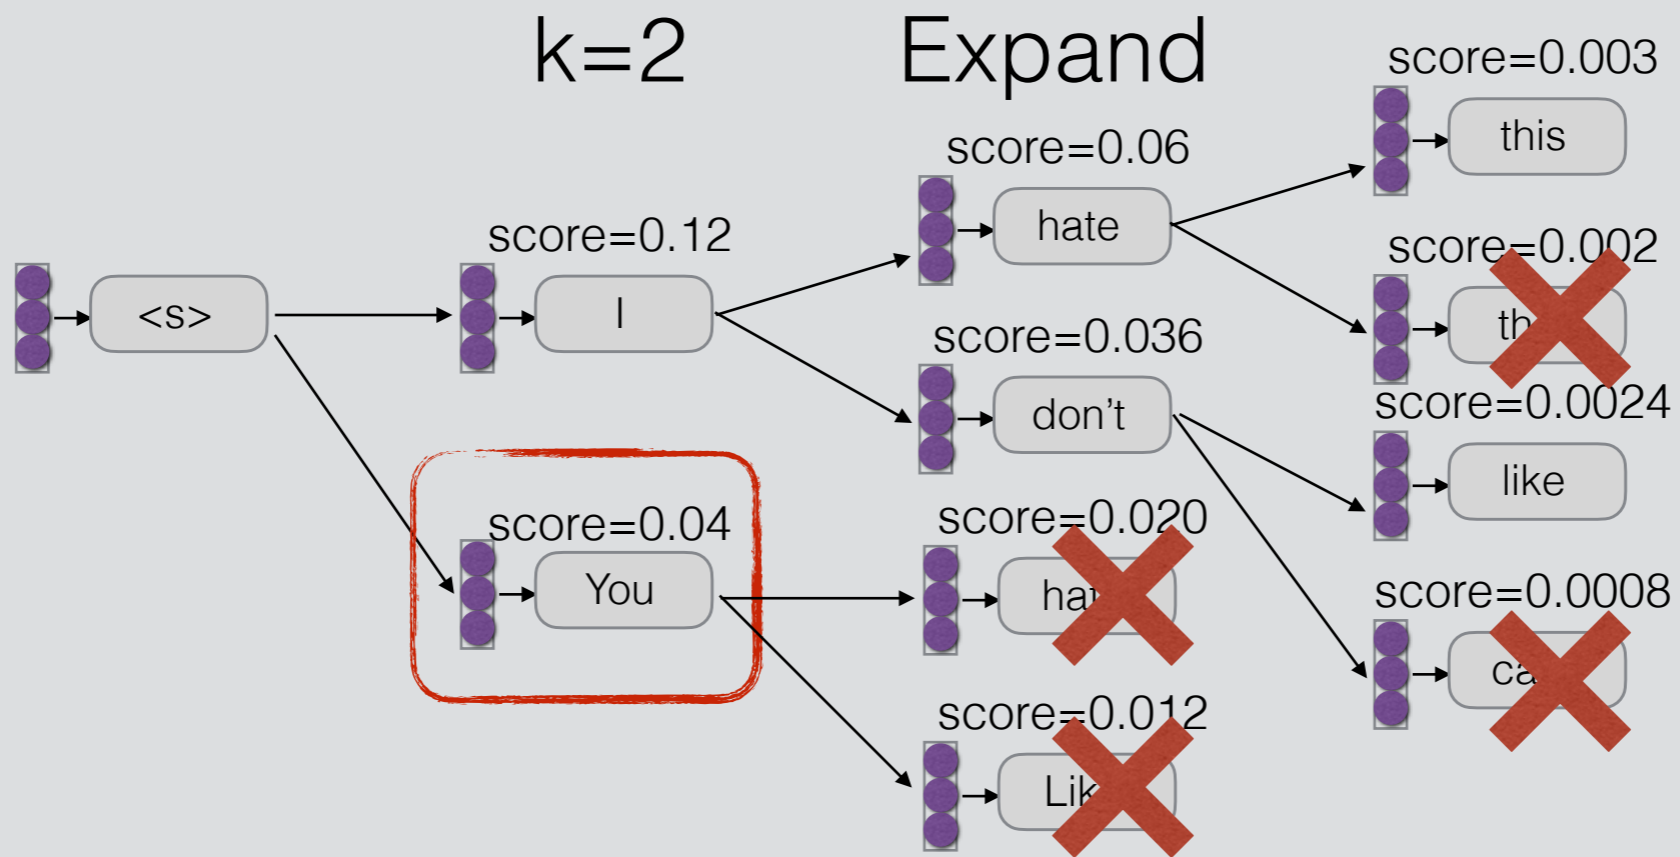 k=2
Expand
score=0.003
this
score=0.06
hate
score=0.12
I
<s>
score=0.002
score=0.036
don't
score=0.0024
like
score=0.04
You
score=0.020
score=0.0008
score=0.012